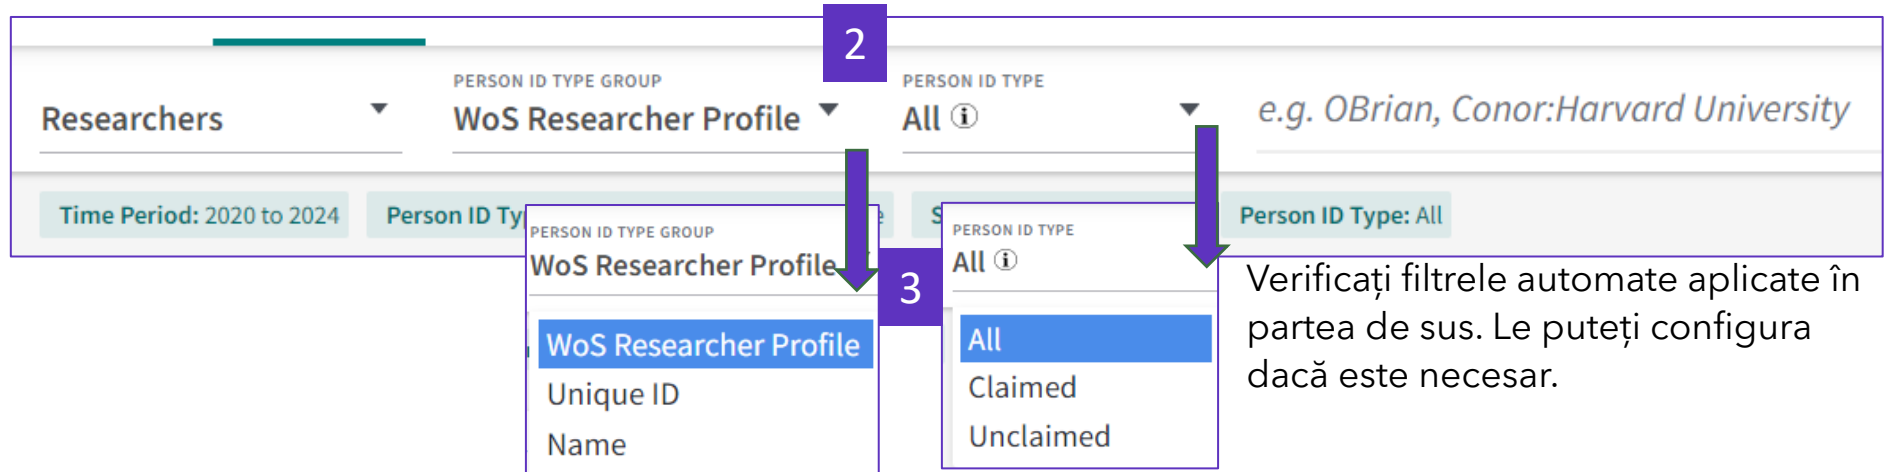 2
PERSON ID TYPE GROUP
PERSON ID TYPE
Researchers
WoS Researcher Profile
All
e.g. OBrian, Conor:Harvard University
Time Period: 2020 to 2024
Person ID Ty
Person ID Type: All
3
PERSON ID TYPE GROUP
WoS Researcher Profile
WoS Researcher Profile
Unique ID
Name
PERSON ID TYPE
All
All
Claimed
Unclaimed
Verificați filtrele automate aplicate în
partea de sus. Le puteți configura
dacă este necesar.